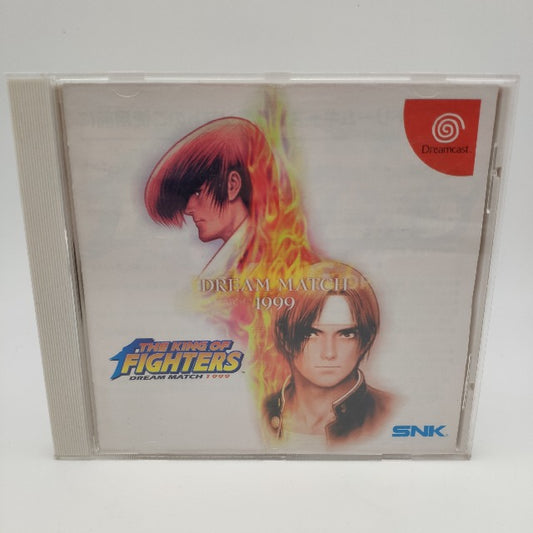 Dreamcast
DREAM MATCH
1999
THE KING OF
FIGHTERS
DREAM MATCH 1999
SNK